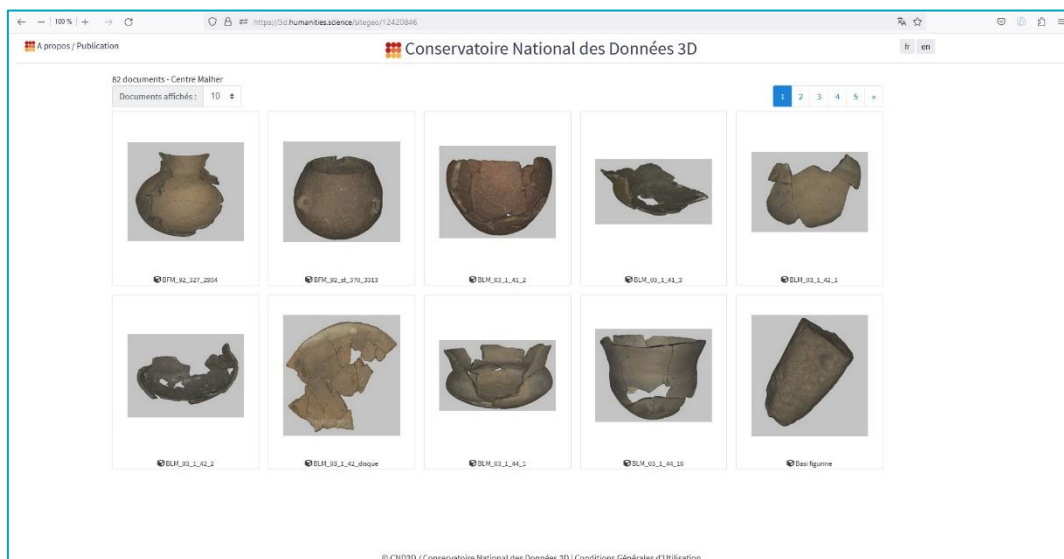 100 %
https://3d.humanities.science/sitegeo/12420846
A propos / Publication
Conservatoire National des Données 3D
fr en
82 documents - Centre Malher
Documents affichés : 10
1 2 3 4 5 »
BFM_92_327_2934
BFM_92_st_370_3313
BLM_03_1_41_2
BLM_03_1_41_3
BLM_03_1_42_1
BLM_03_1_42_2
BLM_03_1_42_disque
BLM_03_1_44_1
BLM_03_1_44_10
Basi figurine
© CND3D / Conservatoire National des Données 3D | Conditions Générales d'Utilisation